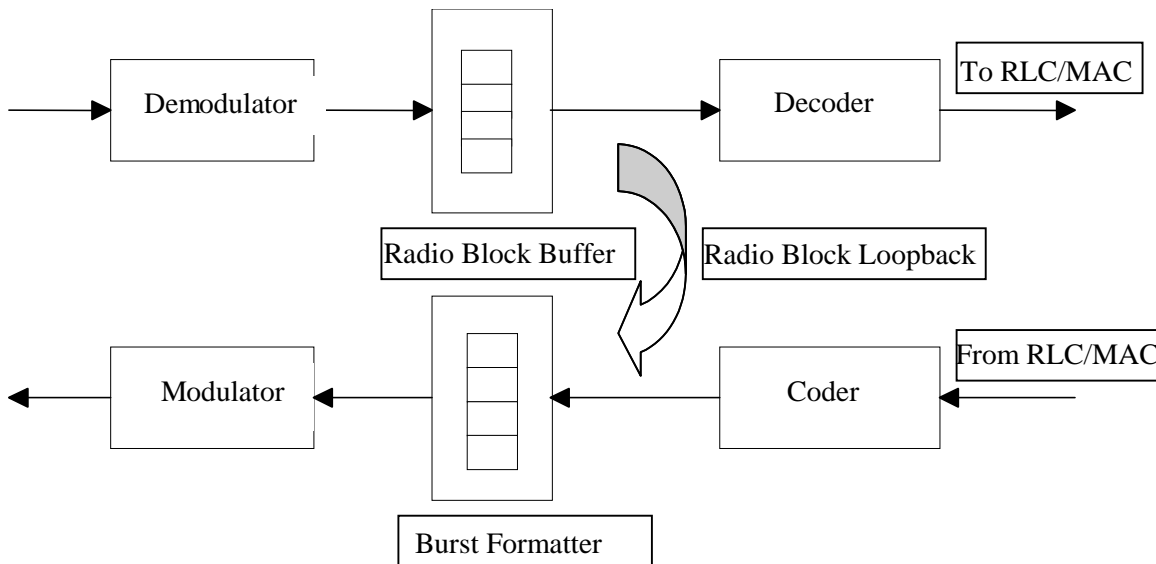 To RLC/MAC
Demodulator
Decoder
Radio Block Buffer
Radio Block Loopback
From RLC/MAC
Modulator
Coder
Burst Formatter